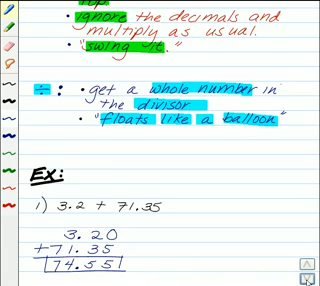 top.
• ignore the decimals and
multiply as usual.
• "swing it."
÷ : • get a whole number in
the divisor
• "floats like a balloon"
Ex:
1) 3.2 + 71.35
3.20
+71.35
74.55